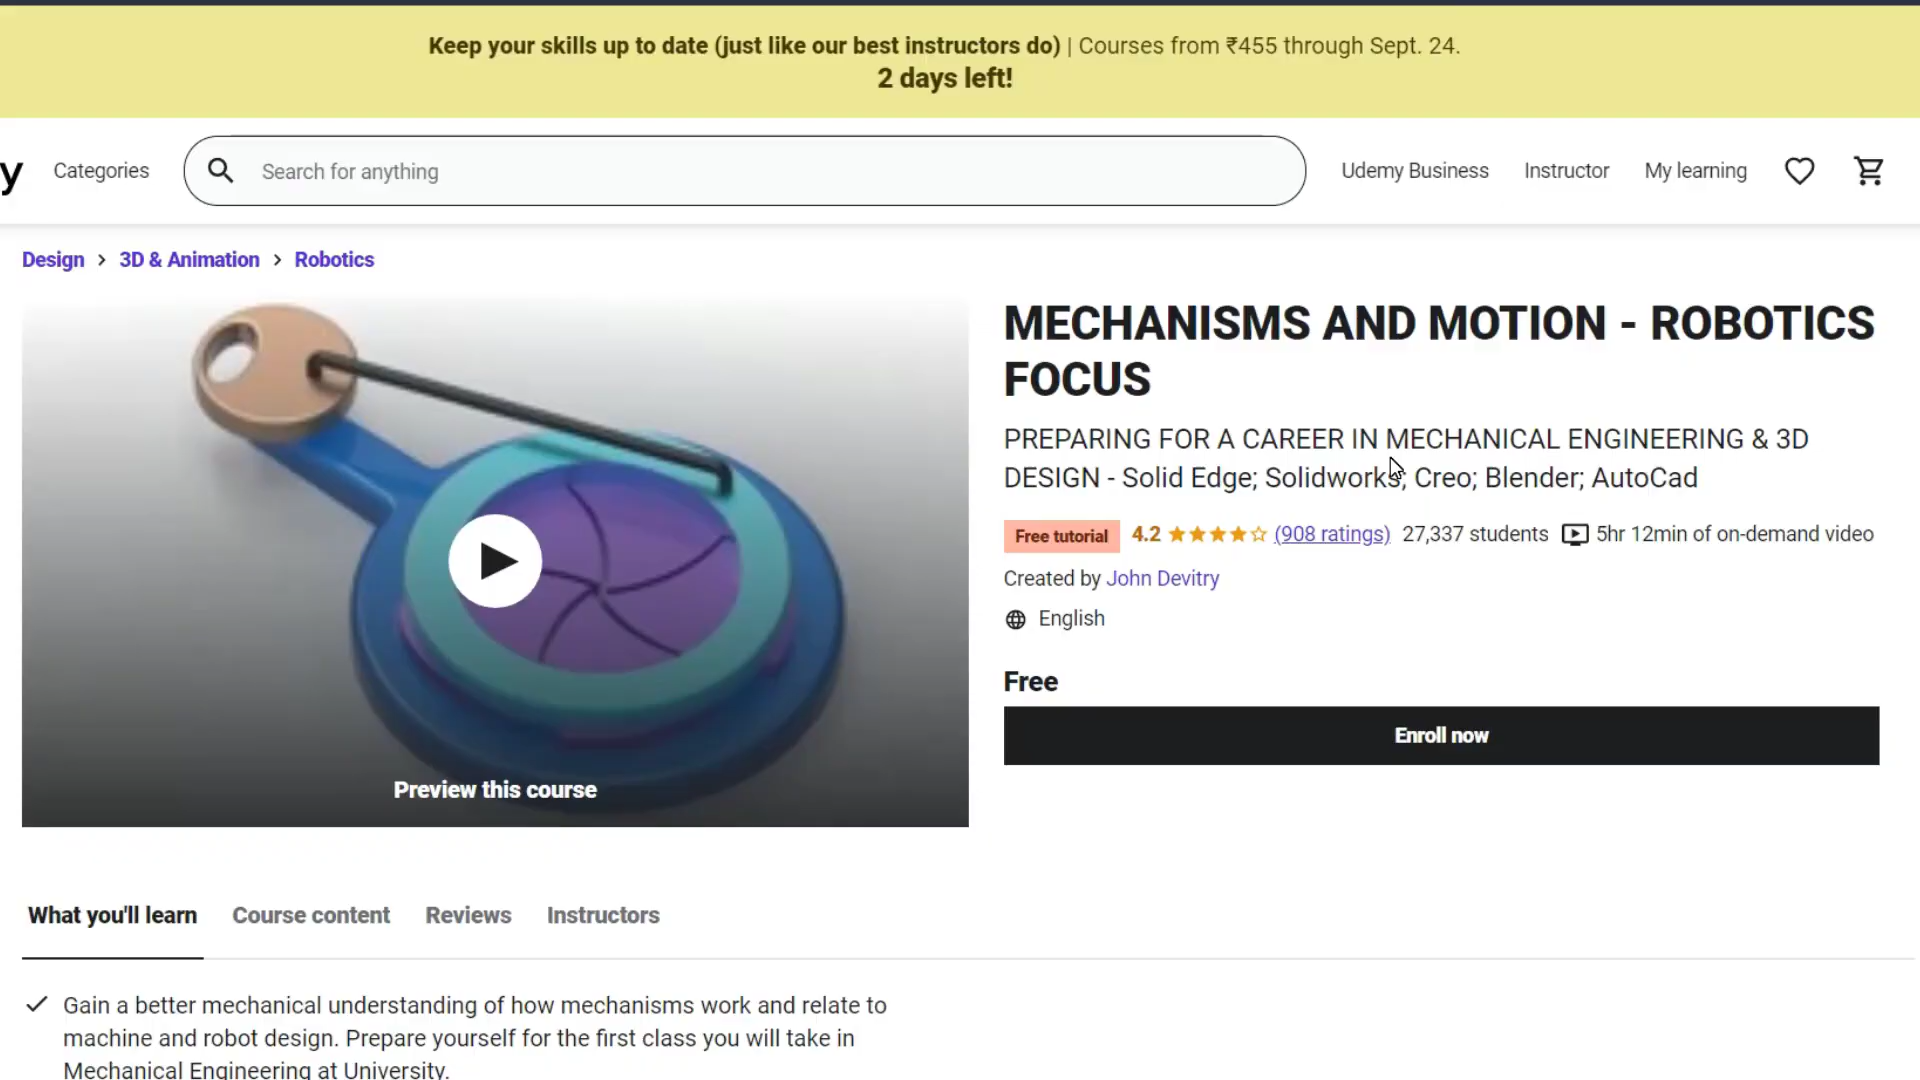 Keep your skills up to date (just like our best instructors do) | Courses from ₹455 through Sept. 24.
2 days left!
y Categories Search for anything Udemy Business Instructor My learning
Design > 3D & Animation > Robotics
MECHANISMS AND MOTION - ROBOTICS
FOCUS
PREPARING FOR A CAREER IN MECHANICAL ENGINEERING & 3D
DESIGN - Solid Edge; Solidworks; Creo; Blender; AutoCad
Free tutorial 4.2 (908 ratings) 27,337 students 5hr 12min of on-demand video
Created by John Devitry
English
Free
Enroll now
Preview this course
What you'll learn Course content Reviews Instructors
Gain a better mechanical understanding of how mechanisms work and relate to
machine and robot design. Prepare yourself for the first class you will take in
Mechanical Engineering at University.